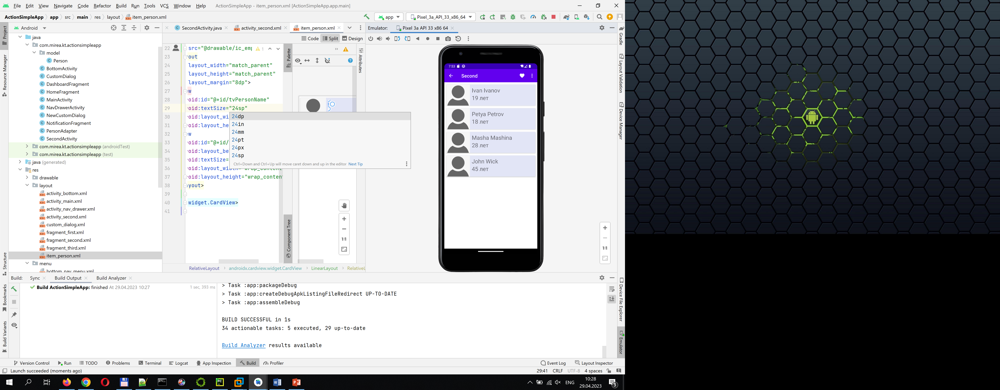 File Edit View Navigate Code Refactor Build Run Tools VCS Window Help ActionSimpleApp - item_person.xml [ActionSimpleApp.app.main]
ActionSimpleApp app src main res layout item_person.xml app Pixel_3a_API_33_x86_64
Android SecondActivity.java activity_second.xml item_person.xml Emulator: Pixel 3a API 33 x86 64
Code Split Design
Project
Resource Manager
Structure
Bookmarks
Build Variants
java
com.mirea.kt.actionsimpleapp
model
Person
BottomActivity
CustomDialog
DashboardFragment
HomeFragment
MainActivity
NavDrawerActivity
NewCustomDialog
NotificationFragment
PersonAdapter
SecondActivity
com.mirea.kt.actionsimpleapp (androidTest)
com.mirea.kt.actionsimpleapp (test)
java (generated)
res
drawable
layout
activity_bottom.xml
activity_main.xml
activity_nav_drawer.xml
activity_second.xml
custom_dialog.xml
fragment_first.xml
fragment_second.xml
fragment_third.xml
item_person.xml
menu
bottom_nav_menu.xml
22 src="@drawable/ic_emp 1
23 out
24 layout_width="match_parent"
25 layout_height="match_parent"
26 layout_margin="8dp">
27 w
28 oid:id="@+id/tvPersonName"
29 oid:textSize="24sp"
30 oid:layout_wi
31 oid:layout_he
32 w
33 oid:id="@+id/
34 oid:layout_be
35 oid:textSize=
36 oid:layout_width="wrap_content"
37 oid:layout_height="wrap_conten
38 yout>
39
40 widget.CardView>
41
24dp
24in
24mm
24pt
24px
24sp
Ctrl+Down and Ctrl+Up will move caret down and up in the editor Next Tip
Palette
Component Tree
Attributes
1:1
RelativeLayout androidx.cardview.widget.CardView LinearLayout RelativeL
7:53
Second
Ivan Ivanov
19 лет
Petya Petrov
18 лет
Masha Mashina
28 лет
John Wick
45 лет
1:1
Gradle
Layout Validation
Device Manager
Device File Explorer
Emulator
Build: Sync Build Output Build Analyzer
Build ActionSimpleApp: finished At 29.04.2023 10:27 1 sec, 393 ms
> Task :app:packageDebug
> Task :app:createDebugApkListingFileRedirect UP-TO-DATE
> Task :app:assembleDebug
BUILD SUCCESSFUL in 1s
34 actionable tasks: 5 executed, 29 up-to-date
Build Analyzer results available
Version Control Run TODO Problems Terminal Logcat App Inspection Build Profiler Event Log Layout Inspector
Launch succeeded (moments ago) 29:41 CRLF UTF-8 4 spaces
ENG 10:28
29.04.2023 3